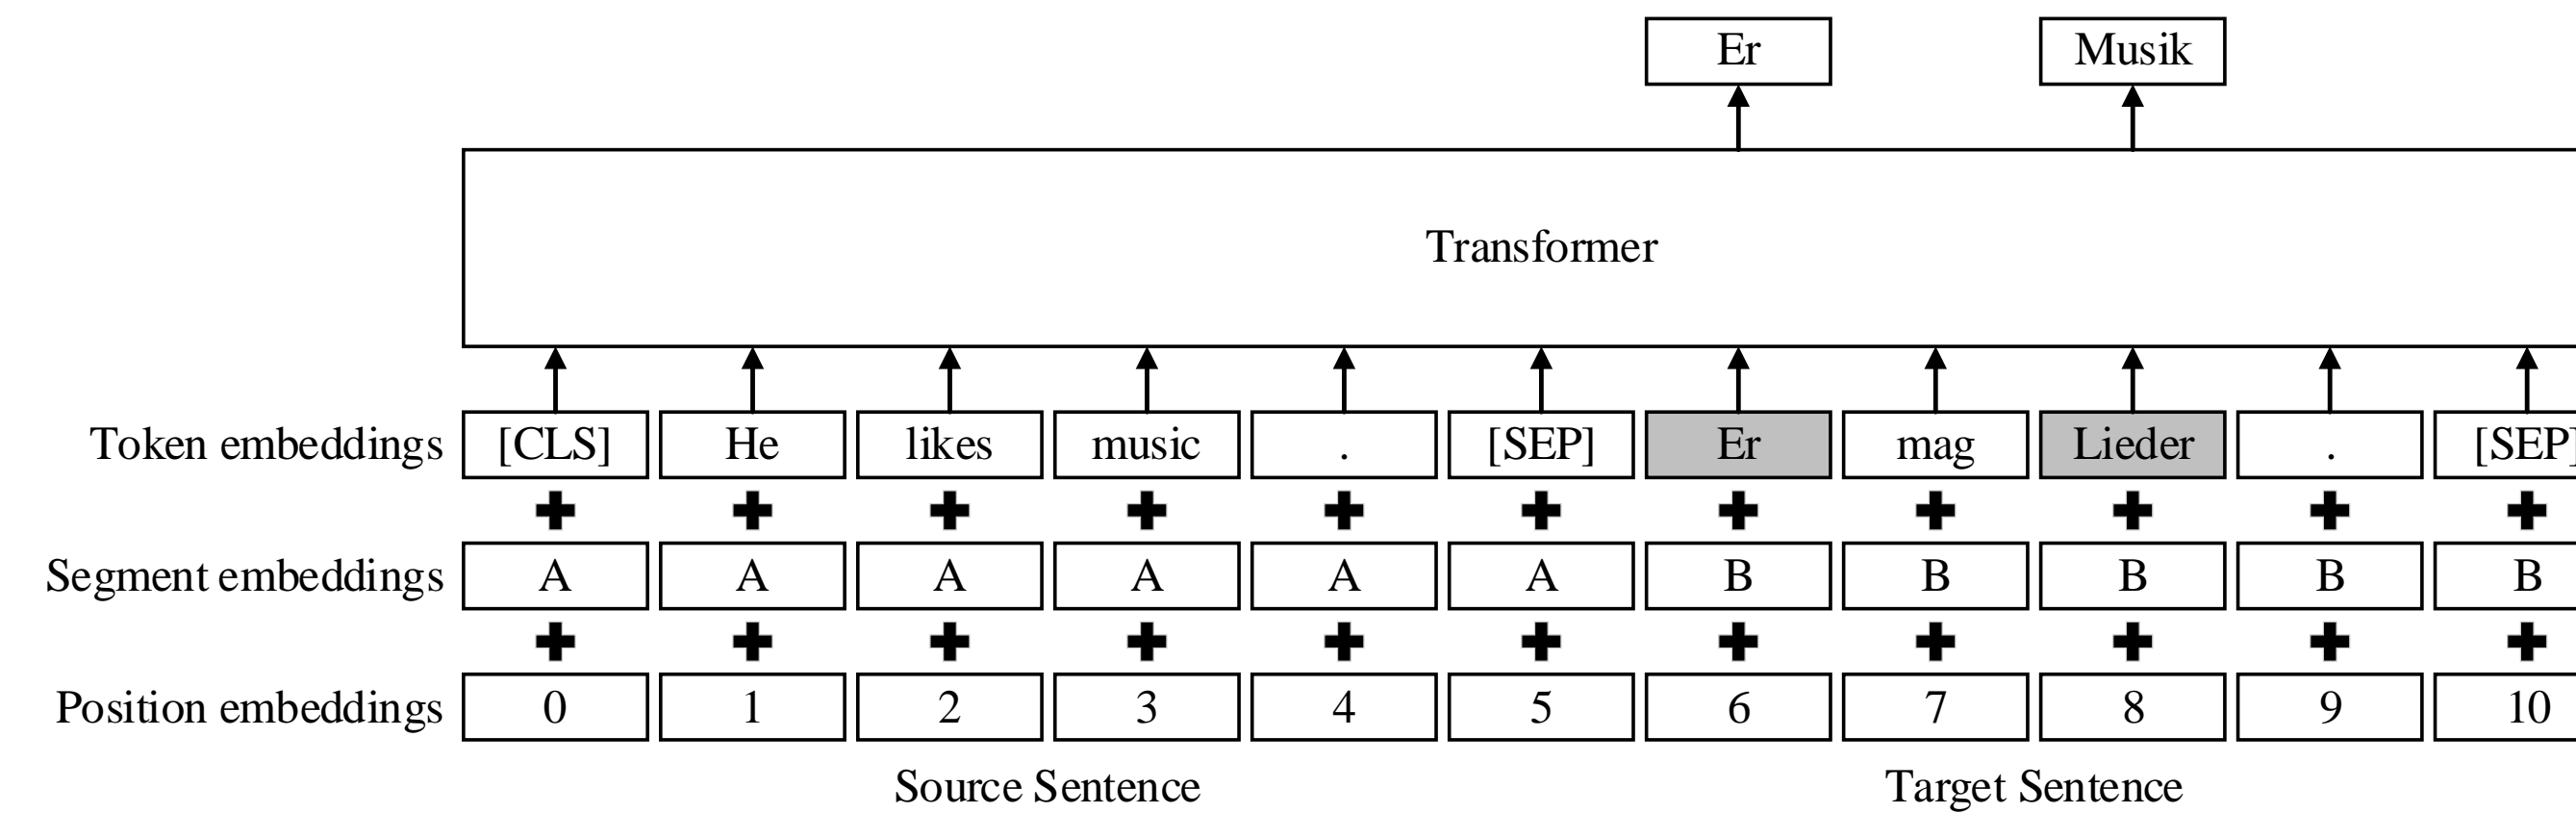 Er Musik
Transformer
Token embeddings [CLS] He likes music . [SEP] Er mag Lieder . [SEP]
Segment embeddings A A A A A A B B B B B
Position embeddings 0 1 2 3 4 5 6 7 8 9 10
Source Sentence Target Sentence